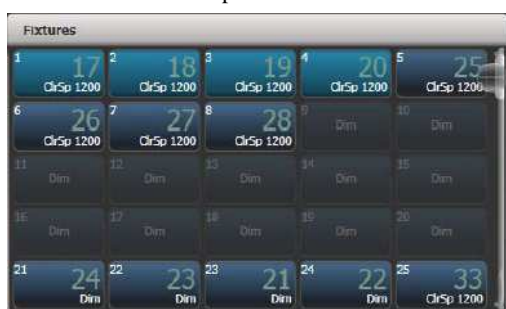 Fixtures
1 17 ClrSp 1200
2 18 ClrSp 1200
3 19 ClrSp 1200
4 20 ClrSp 1200
5 25 ClrSp 1200
6 26 ClrSp 1200
7 27 ClrSp 1200
8 28 ClrSp 1200
9 Dim
10 Dim
11 Dim
12 Dim
13 Dim
14 Dim
15 Dim
16 Dim
17 Dim
18 Dim
19 Dim
20 Dim
21 24 Dim
22 23 Dim
23 21 Dim
24 22 Dim
25 33 ClrSp 1200